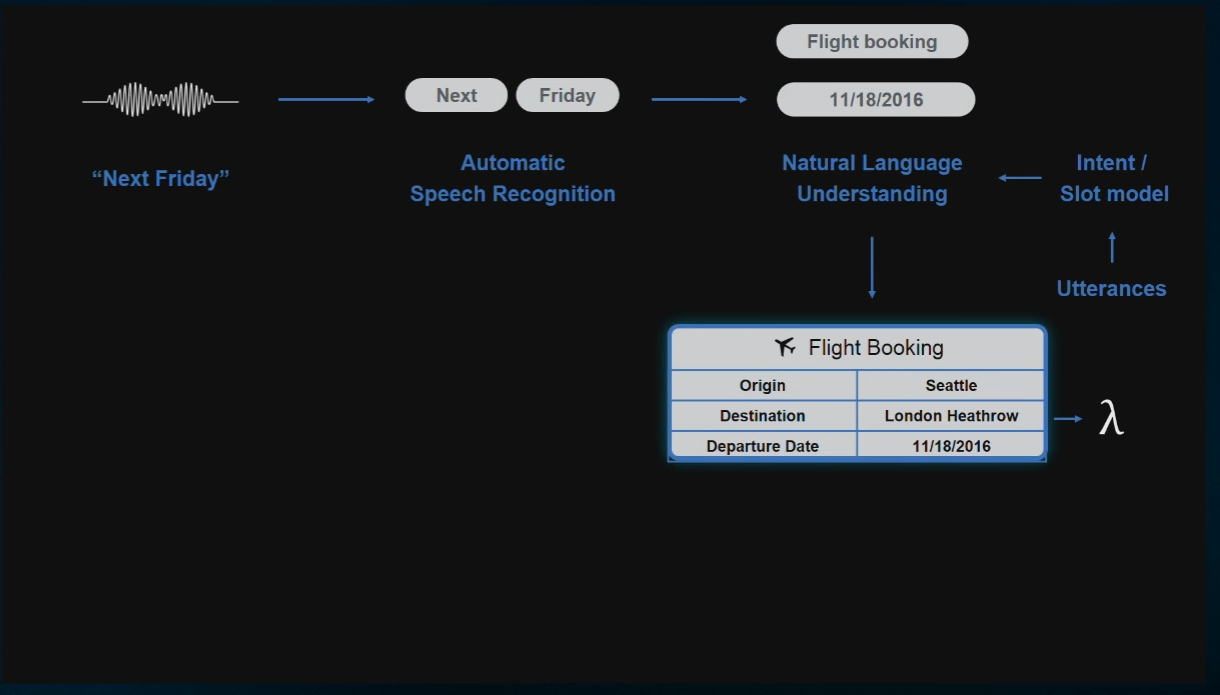 Flight booking
Next Friday
11/18/2016
“Next Friday”
Automatic
Speech Recognition
Natural Language
Understanding
Intent /
Slot model
Utterances
Flight Booking
Origin Seattle
Destination London Heathrow
Departure Date 11/18/2016
λ